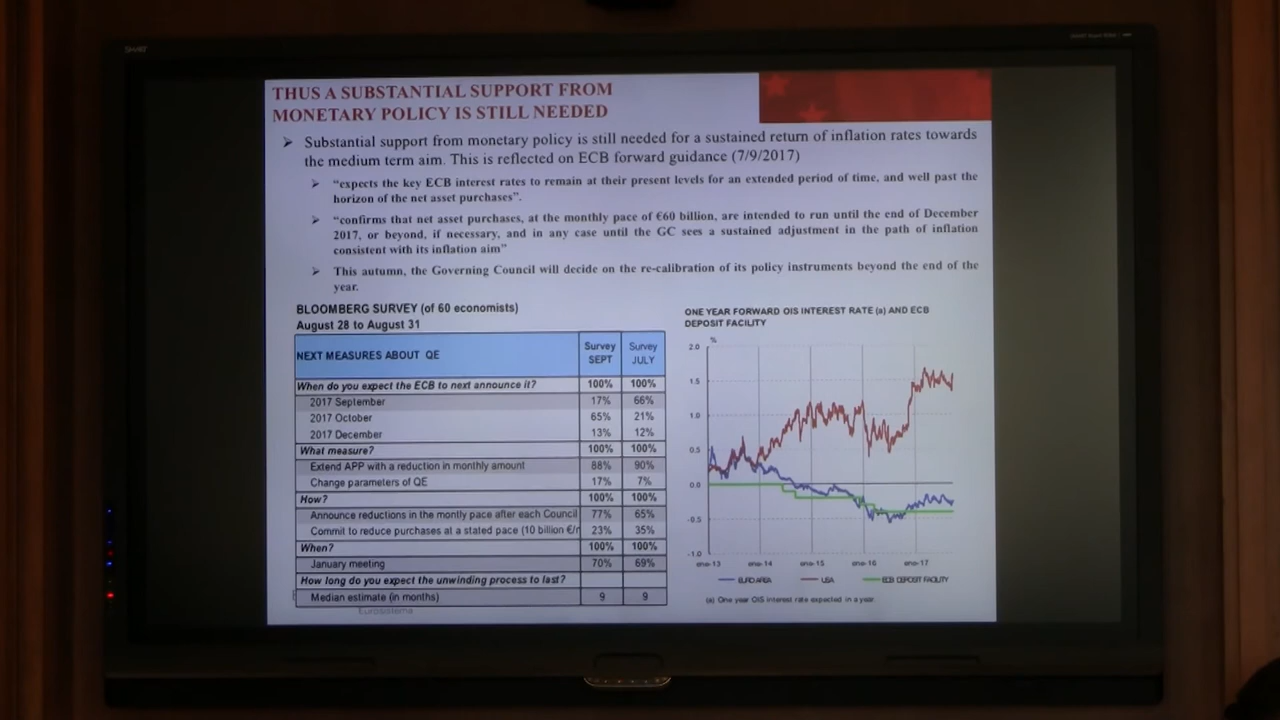 SMART
THUS A SUBSTANTIAL SUPPORT FROM
MONETARY POLICY IS STILL NEEDED
➢ Substantial support from monetary policy is still needed for a sustained return of inflation rates towards
the medium term aim. This is reflected on ECB forward guidance (7/9/2017)
➢ “expects the key ECB interest rates to remain at their present levels for an extended period of time, and well past the
horizon of the net asset purchases”.
➢ “confirms that net asset purchases, at the monthly pace of €60 billion, are intended to run until the end of December
2017, or beyond, if necessary, and in any case until the GC sees a sustained adjustment in the path of inflation
consistent with its inflation aim”
➢ This autumn, the Governing Council will decide on the re-calibration of its policy instruments beyond the end of the
year.
BLOOMBERG SURVEY (of 60 economists)
August 28 to August 31
NEXT MEASURES ABOUT QE Survey SEPT Survey JULY
When do you expect the ECB to next announce it? 100% 100%
2017 September 17% 66%
2017 October 65% 21%
2017 December 13% 12%
What measure? 100% 100%
Extend APP with a reduction in monthly amount 88% 90%
Change parameters of QE 17% 7%
How? 100% 100%
Announce reductions in the montly pace after each Council 77% 65%
Commit to reduce purchases at a stated pace (10 billion €/ 23% 35%
When? 100% 100%
January meeting 70% 69%
How long do you expect the unwinding process to last?
Median estimate (in months) 9 9
Eurosistema
ONE YEAR FORWARD OIS INTEREST RATE (a) AND ECB
DEPOSIT FACILITY
%
2.0
1.5
1.0
0.5
0.0
-0.5
-1.0
ene-13 ene-14 ene-15 ene-16 ene-17
EURO AREA USA ECB DEPOSIT FACILITY
(a) One year OIS interest rate expected in a year.